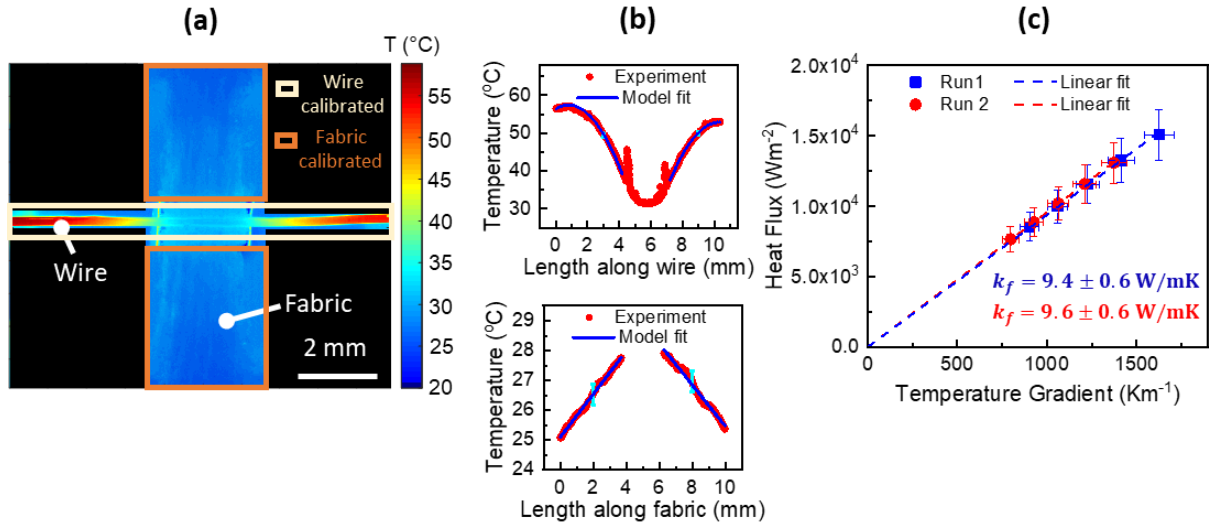 (a)
T (°C)
Wire
calibrated
Fabric
calibrated
55
50
45
40
35
30
25
20
Wire
Fabric
2 mm
(b)
Temperature (°C)
60
50
40
30
Experiment
Model fit
0 2 4 6 8 10
Length along wire (mm)
Temperature (°C)
29
28
27
26
25
24
Experiment
Model fit
0 2 4 6 8 10
Length along fabric (mm)
(c)
Heat Flux (Wm⁻²)
2.0x10⁴
1.5x10⁴
1.0x10⁴
5.0x10³
0.0
Run1 Linear fit
Run 2 Linear fit
k_f = 9.4 ± 0.6 W/mK
k_f = 9.6 ± 0.6 W/mK
0 500 1000 1500
Temperature Gradient (Km⁻¹)